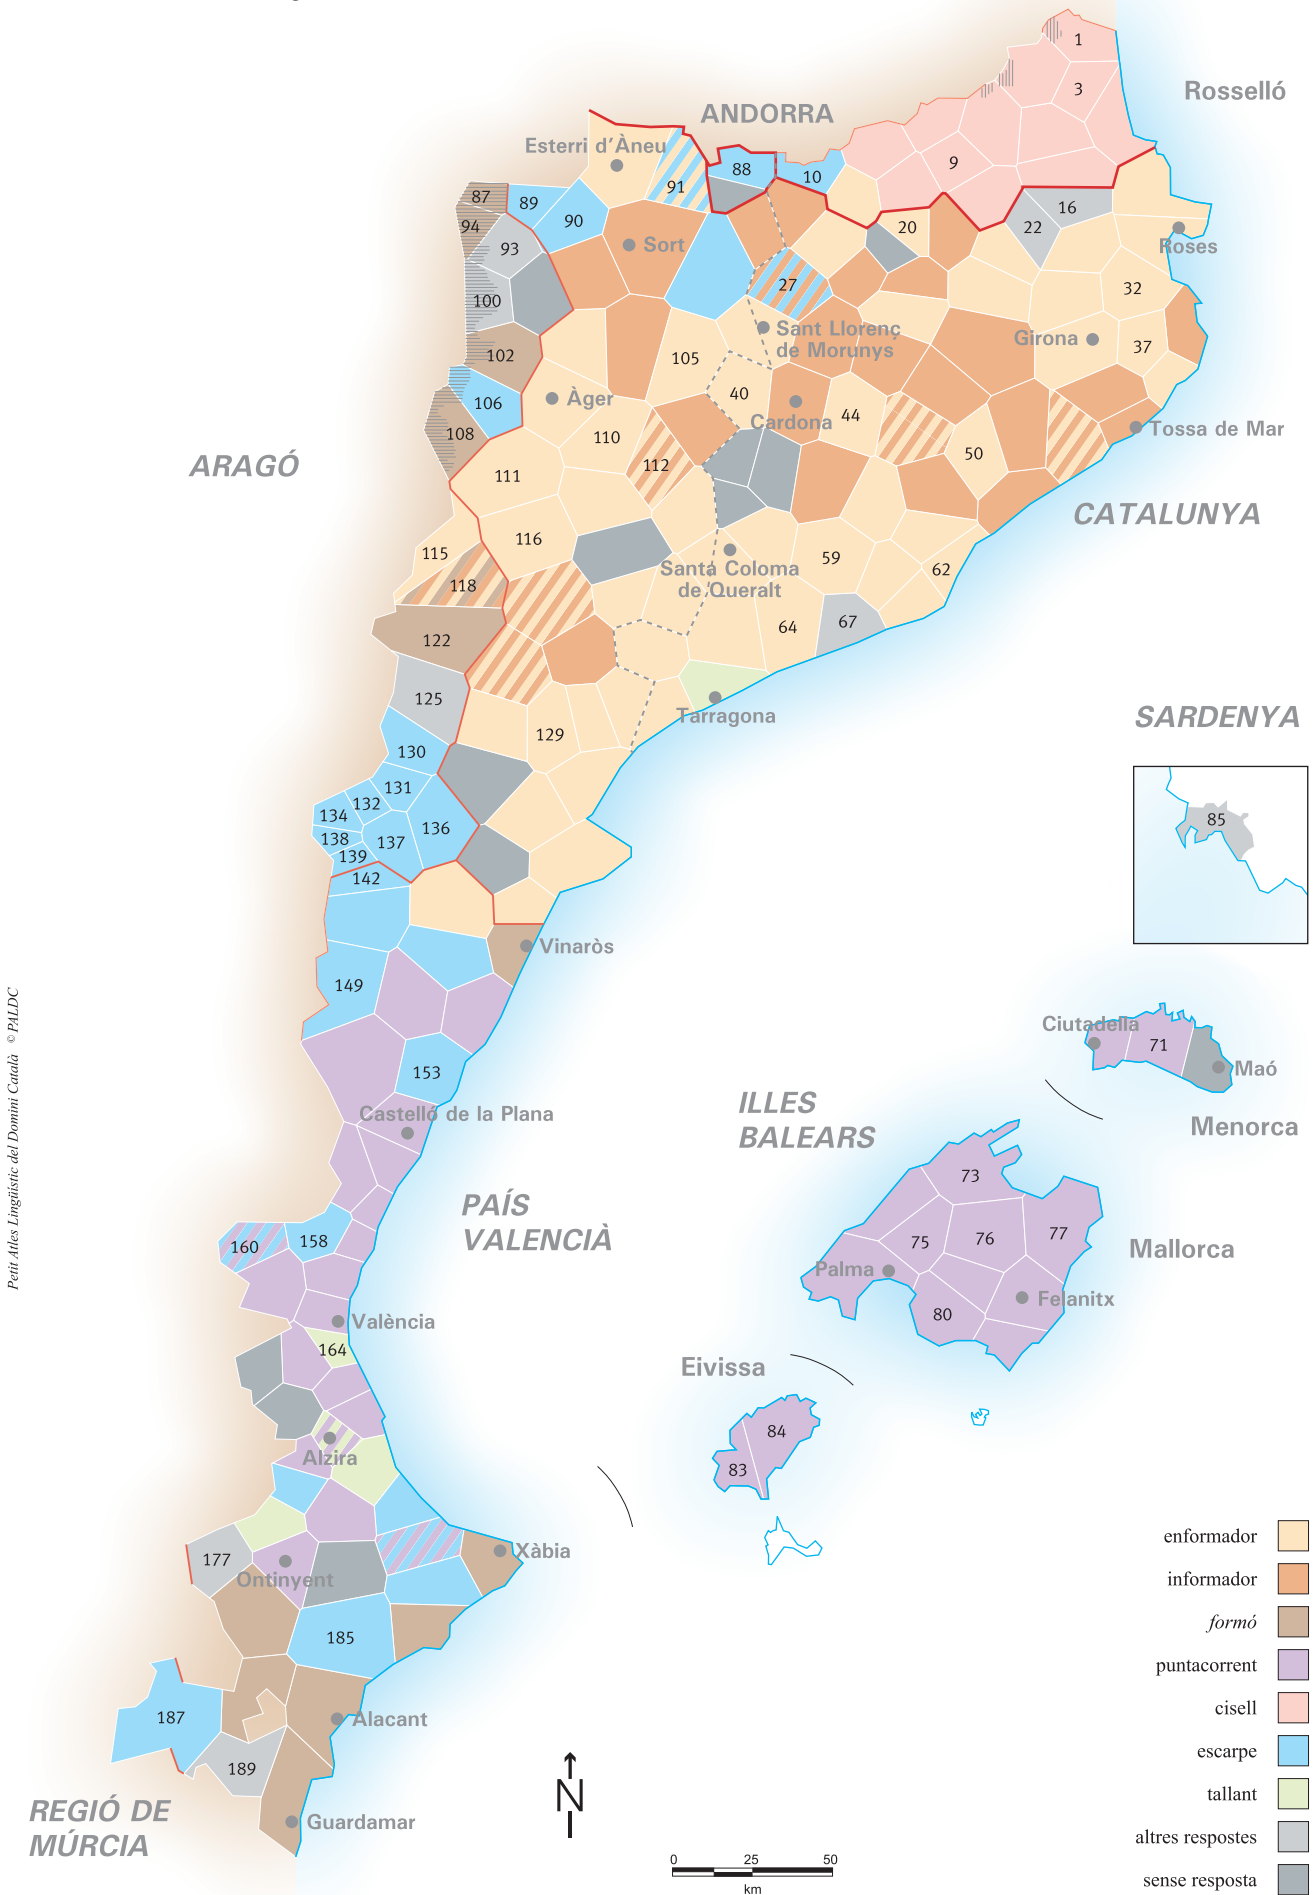 ANDORRA
Rosselló
Esterri d'Àneu
Sort
Roses
Sant Llorenç
de Morunys
Girona
Àger
Cardona
Tossa de Mar
ARAGÓ
CATALUNYA
Santa Coloma
de Queralt
Tarragona
SARDENYA
Vinaròs
Ciutadella
Maó
Menorca
ILLES
BALEARS
Castelló de la Plana
PAÍS
VALENCIÀ
Mallorca
Palma
Felanitx
València
Eivissa
Alzira
Xàbia
Ontinyent
Alacant
Guardamar
REGIÓ DE
MÚRCIA
1
3
9
10
16
20
22
27
32
37
40
44
50
59
62
64
67
71
73
75
76
77
80
83
84
85
87
88
89
90
91
93
94
100
102
105
106
108
110
111
112
115
116
118
122
125
129
130
131
132
134
136
137
138
139
142
149
153
158
160
164
177
185
187
189
enformador
informador
formó
puntacorrent
cisell
escarpe
tallant
altres respostes
sense resposta
N
0 25 50
km
Petit Atles Lingüístic del Domini Català © PALDC